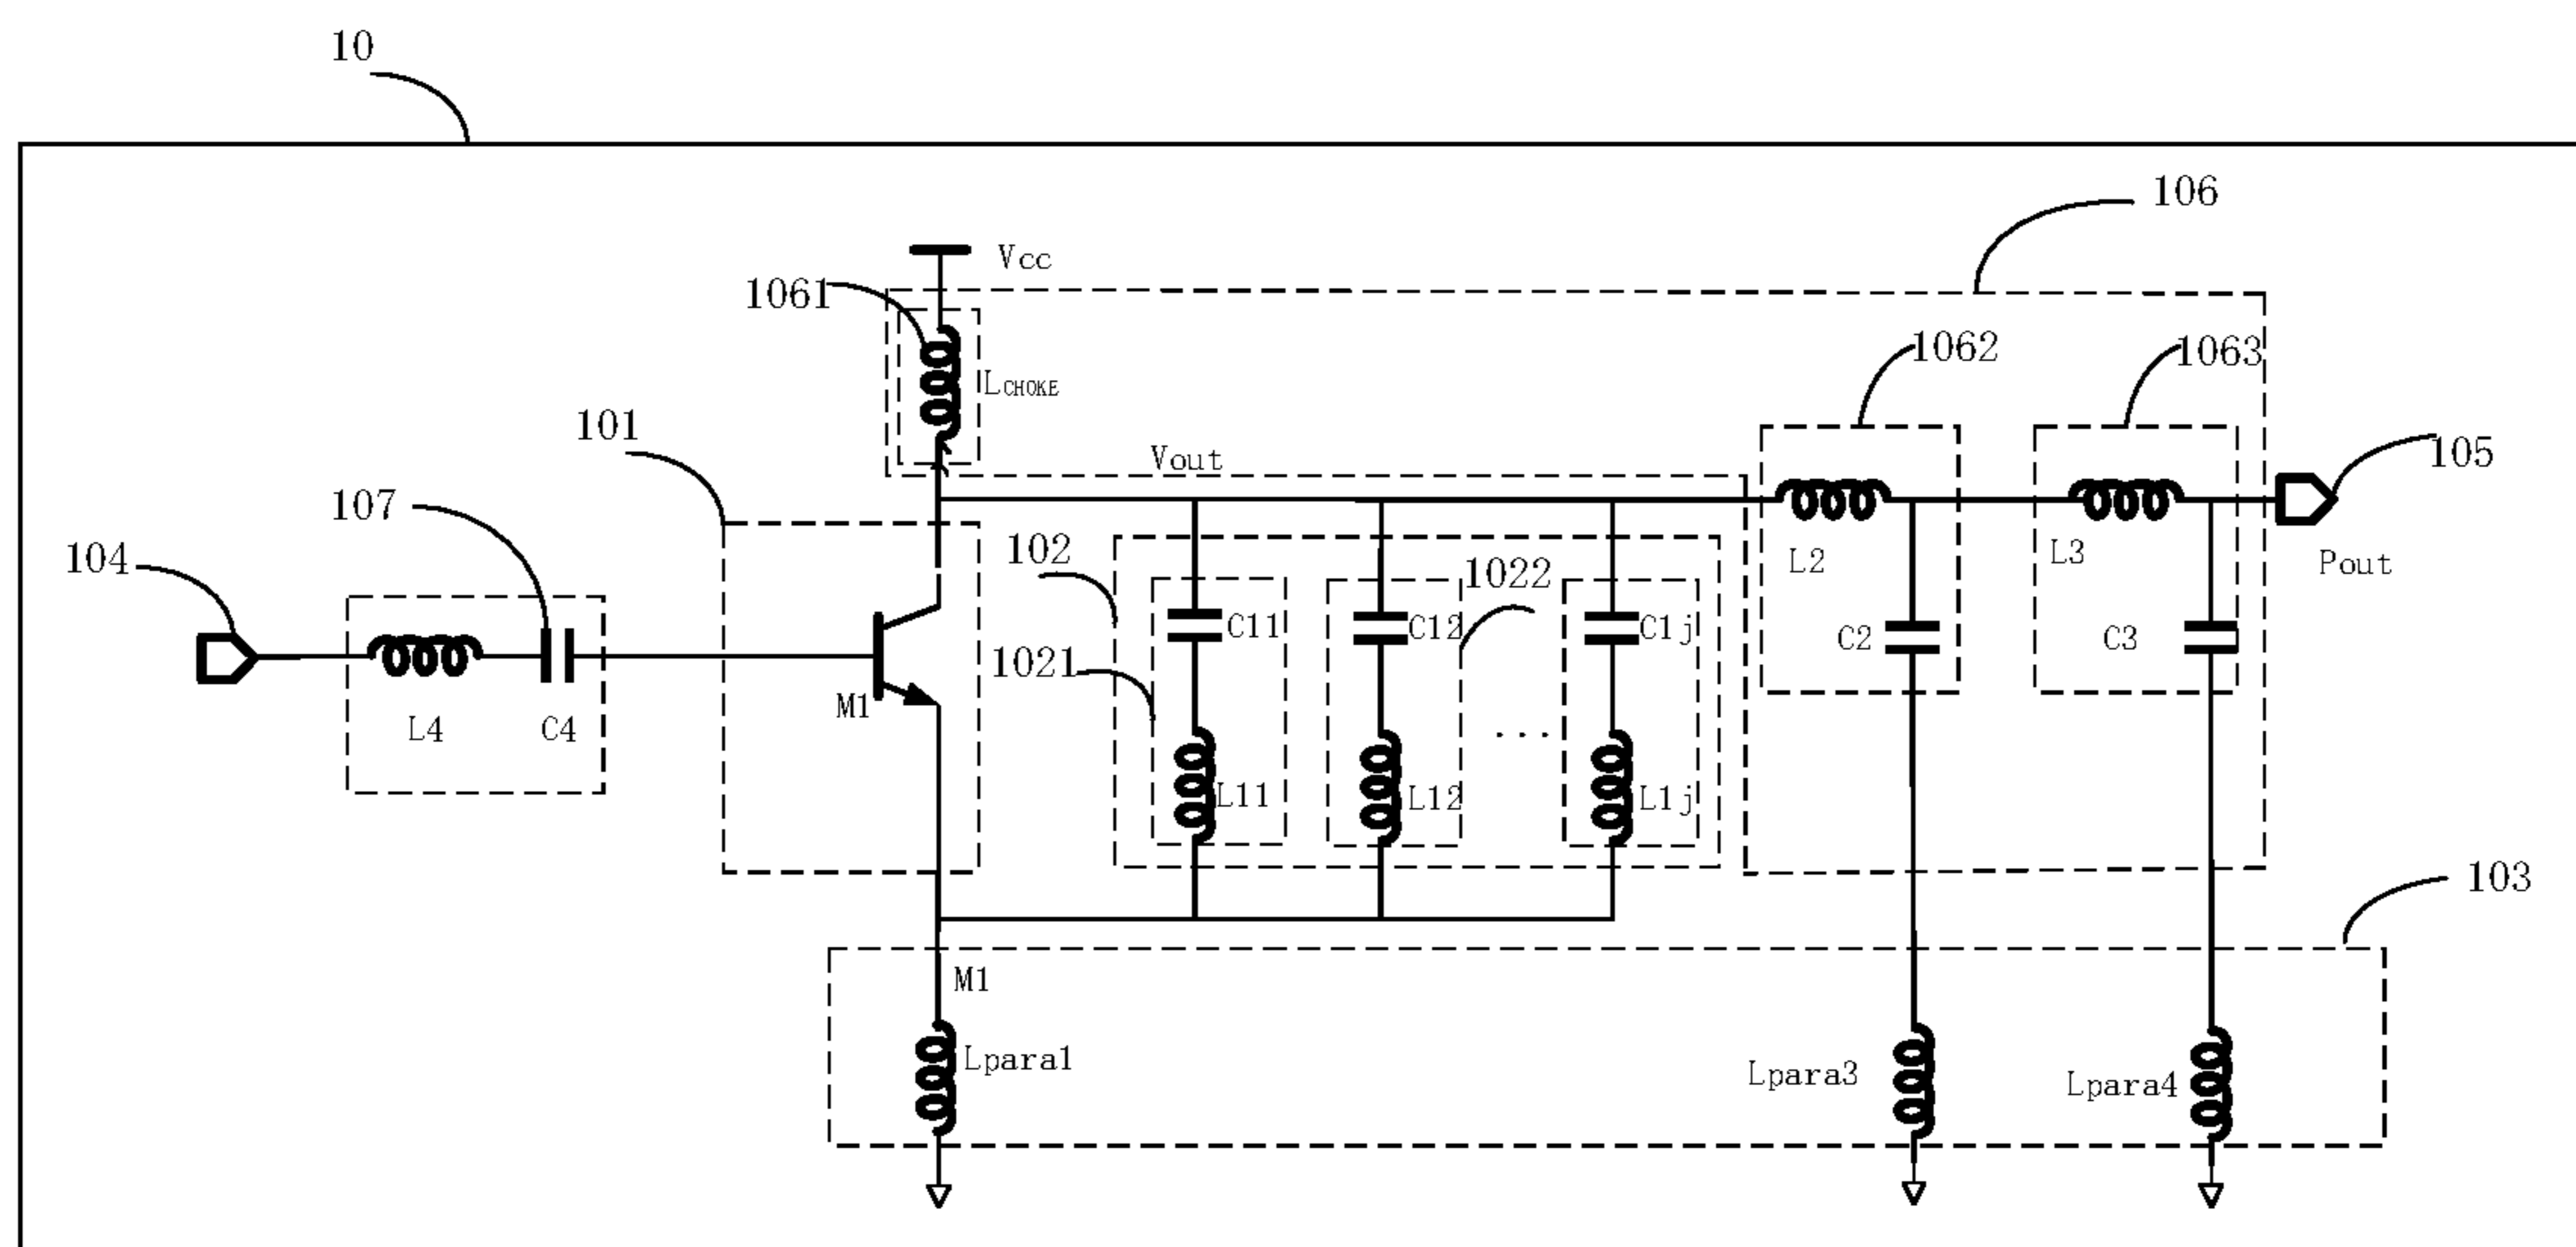 10
106
Vcc
1061
1062
1063
LCHOKE
101
Vout
105
107
104
102
1022
L2
L3
Pout
C11
C12
C1j
C2
C3
1021
M1
L4
C4
...
L11
L12
L1j
103
M1
Lpara1
Lpara3
Lpara4